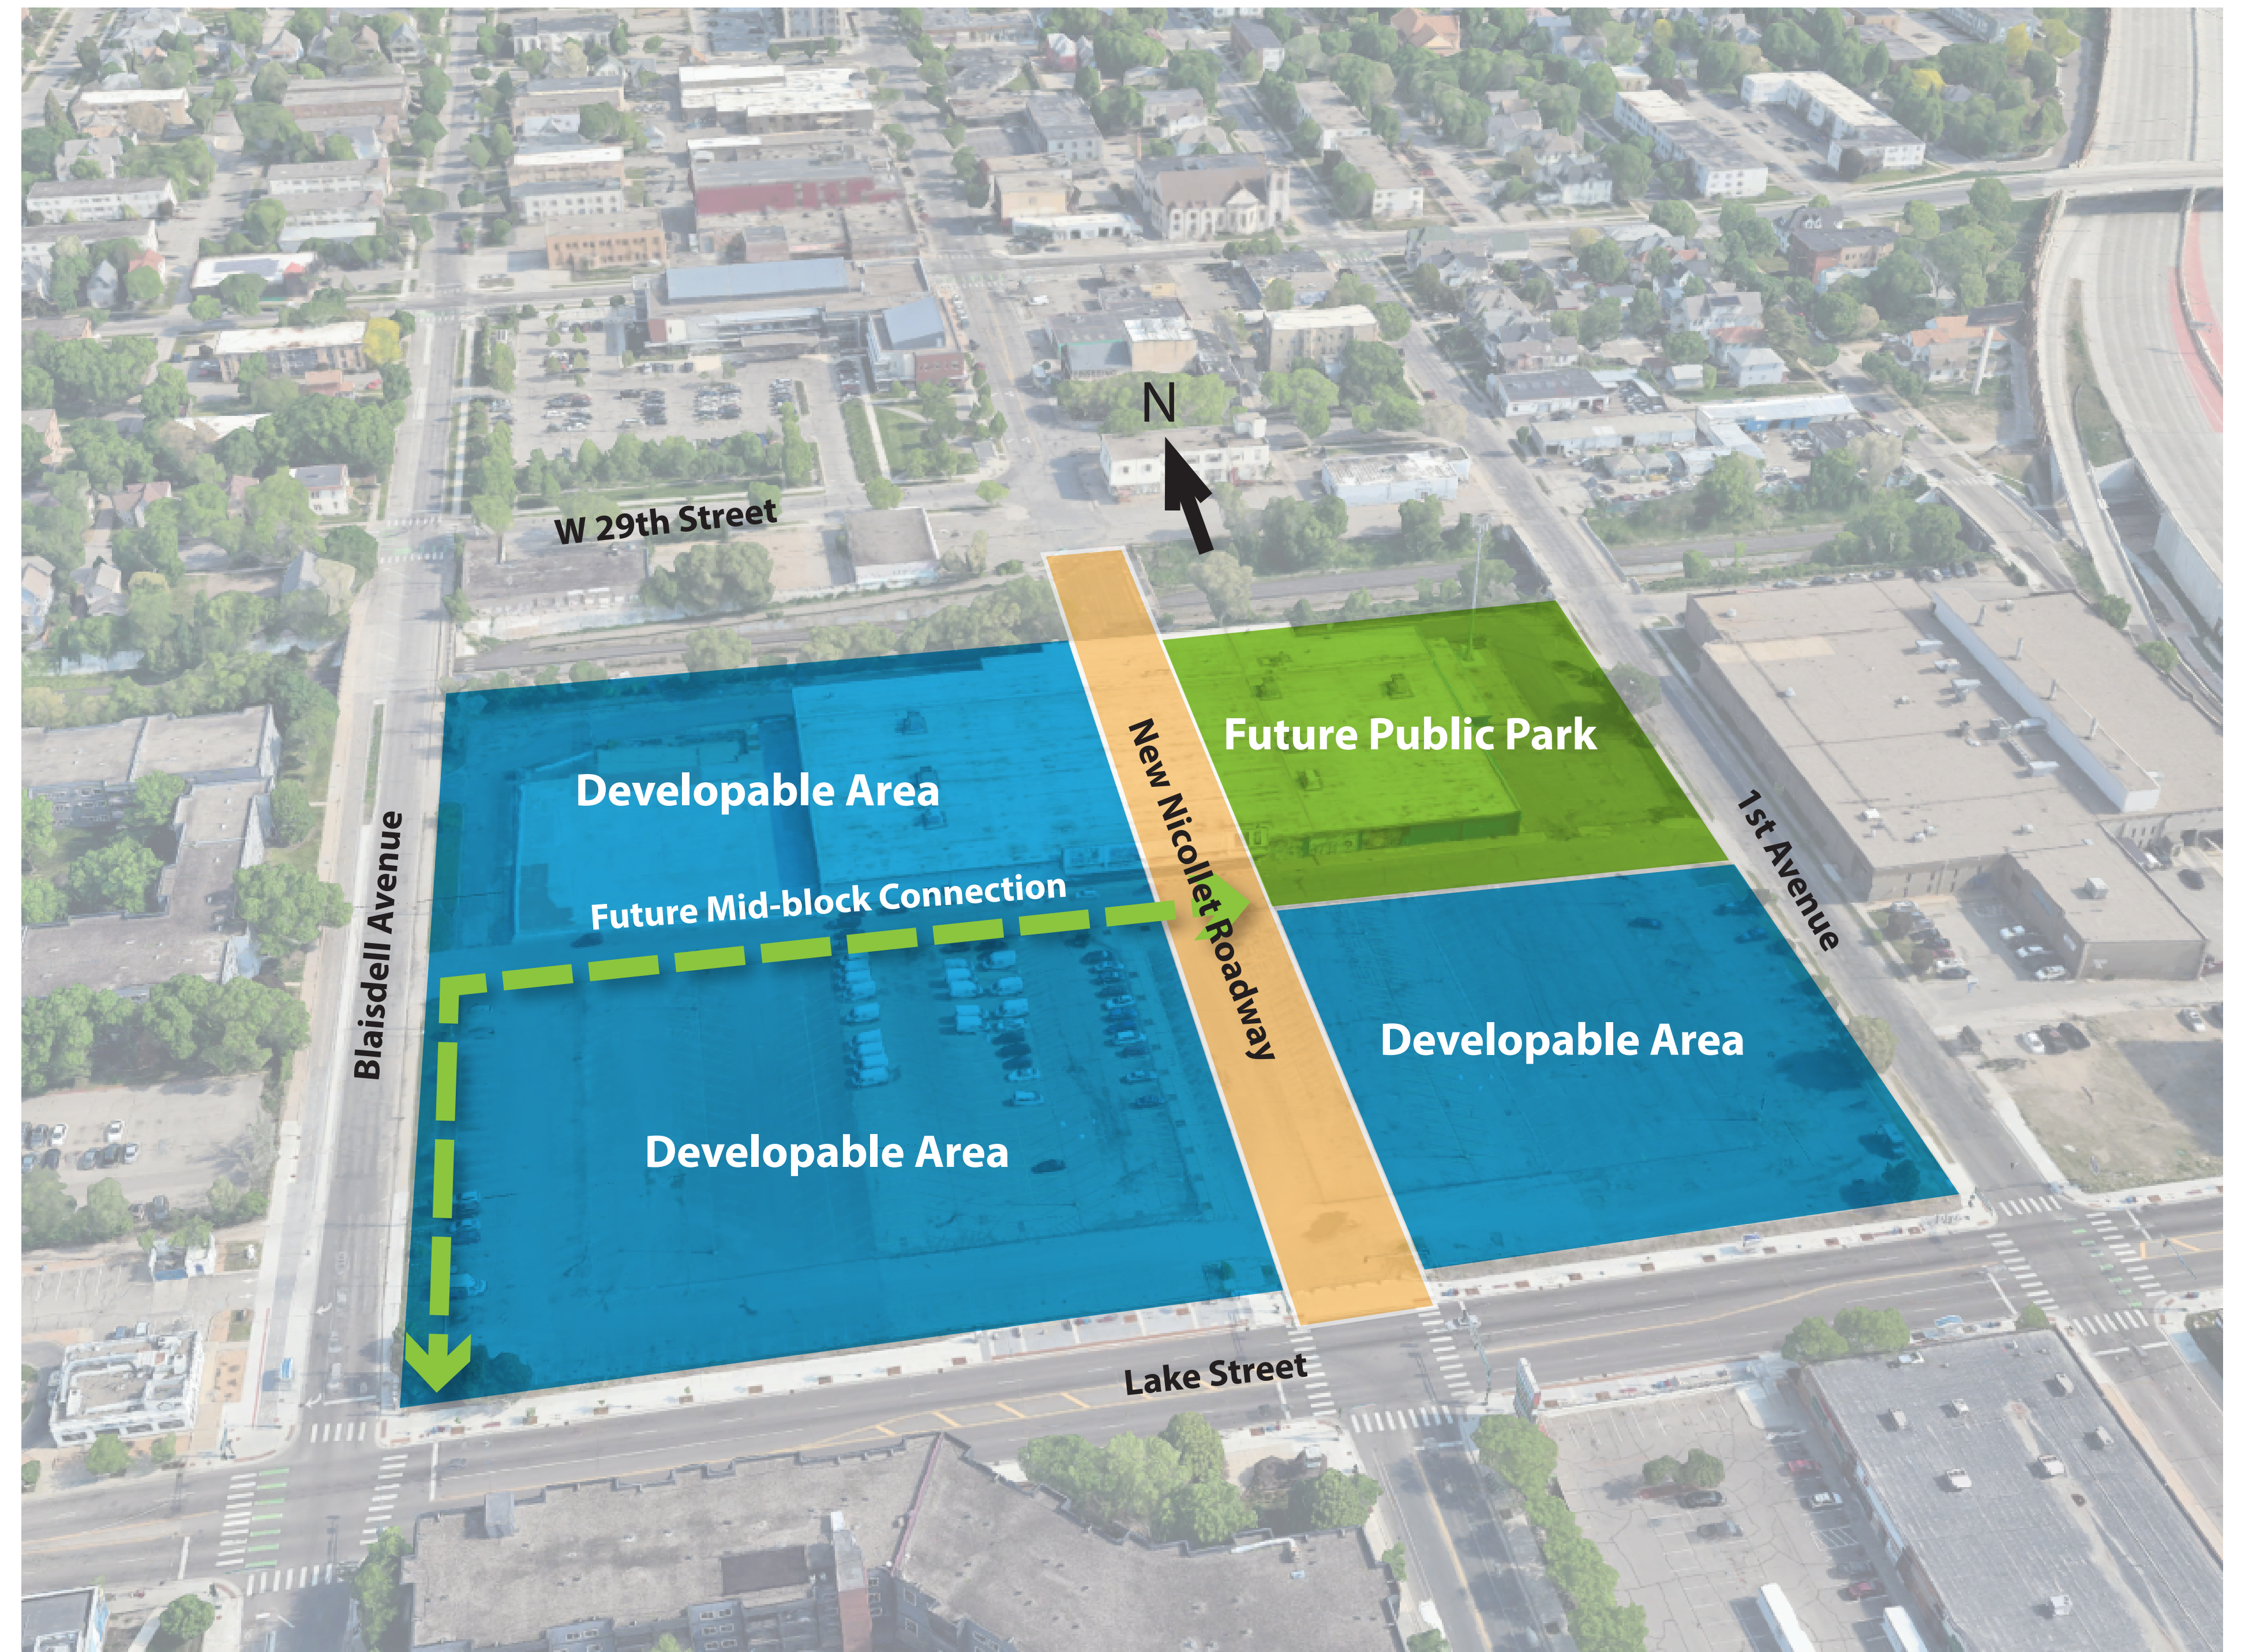 N
W 29th Street
New Nicollet Roadway
Future Public Park
Developable Area
1st Avenue
Blaisdell Avenue
Future Mid-block Connection
Developable Area
Developable Area
Lake Street